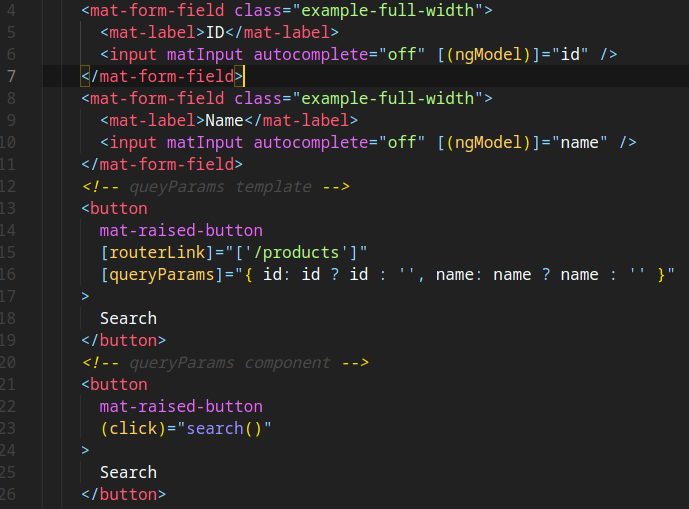 4 <mat-form-field class="example-full-width">
5 <mat-label>ID</mat-label>
6 <input matInput autocomplete="off" [(ngModel)]="id" />
7 </mat-form-field>
8 <mat-form-field class="example-full-width">
9 <mat-label>Name</mat-label>
10 <input matInput autocomplete="off" [(ngModel)]="name" />
11 </mat-form-field>
12 <!-- queyParams template -->
13 <button
14 mat-raised-button
15 [routerLink]="['/products']"
16 [queryParams]="{ id: id ? id : '', name: name ? name : '' }"
17 >
18 Search
19 </button>
20 <!-- queryParams component -->
21 <button
22 mat-raised-button
23 (click)="search()"
24 >
25 Search
26 </button>